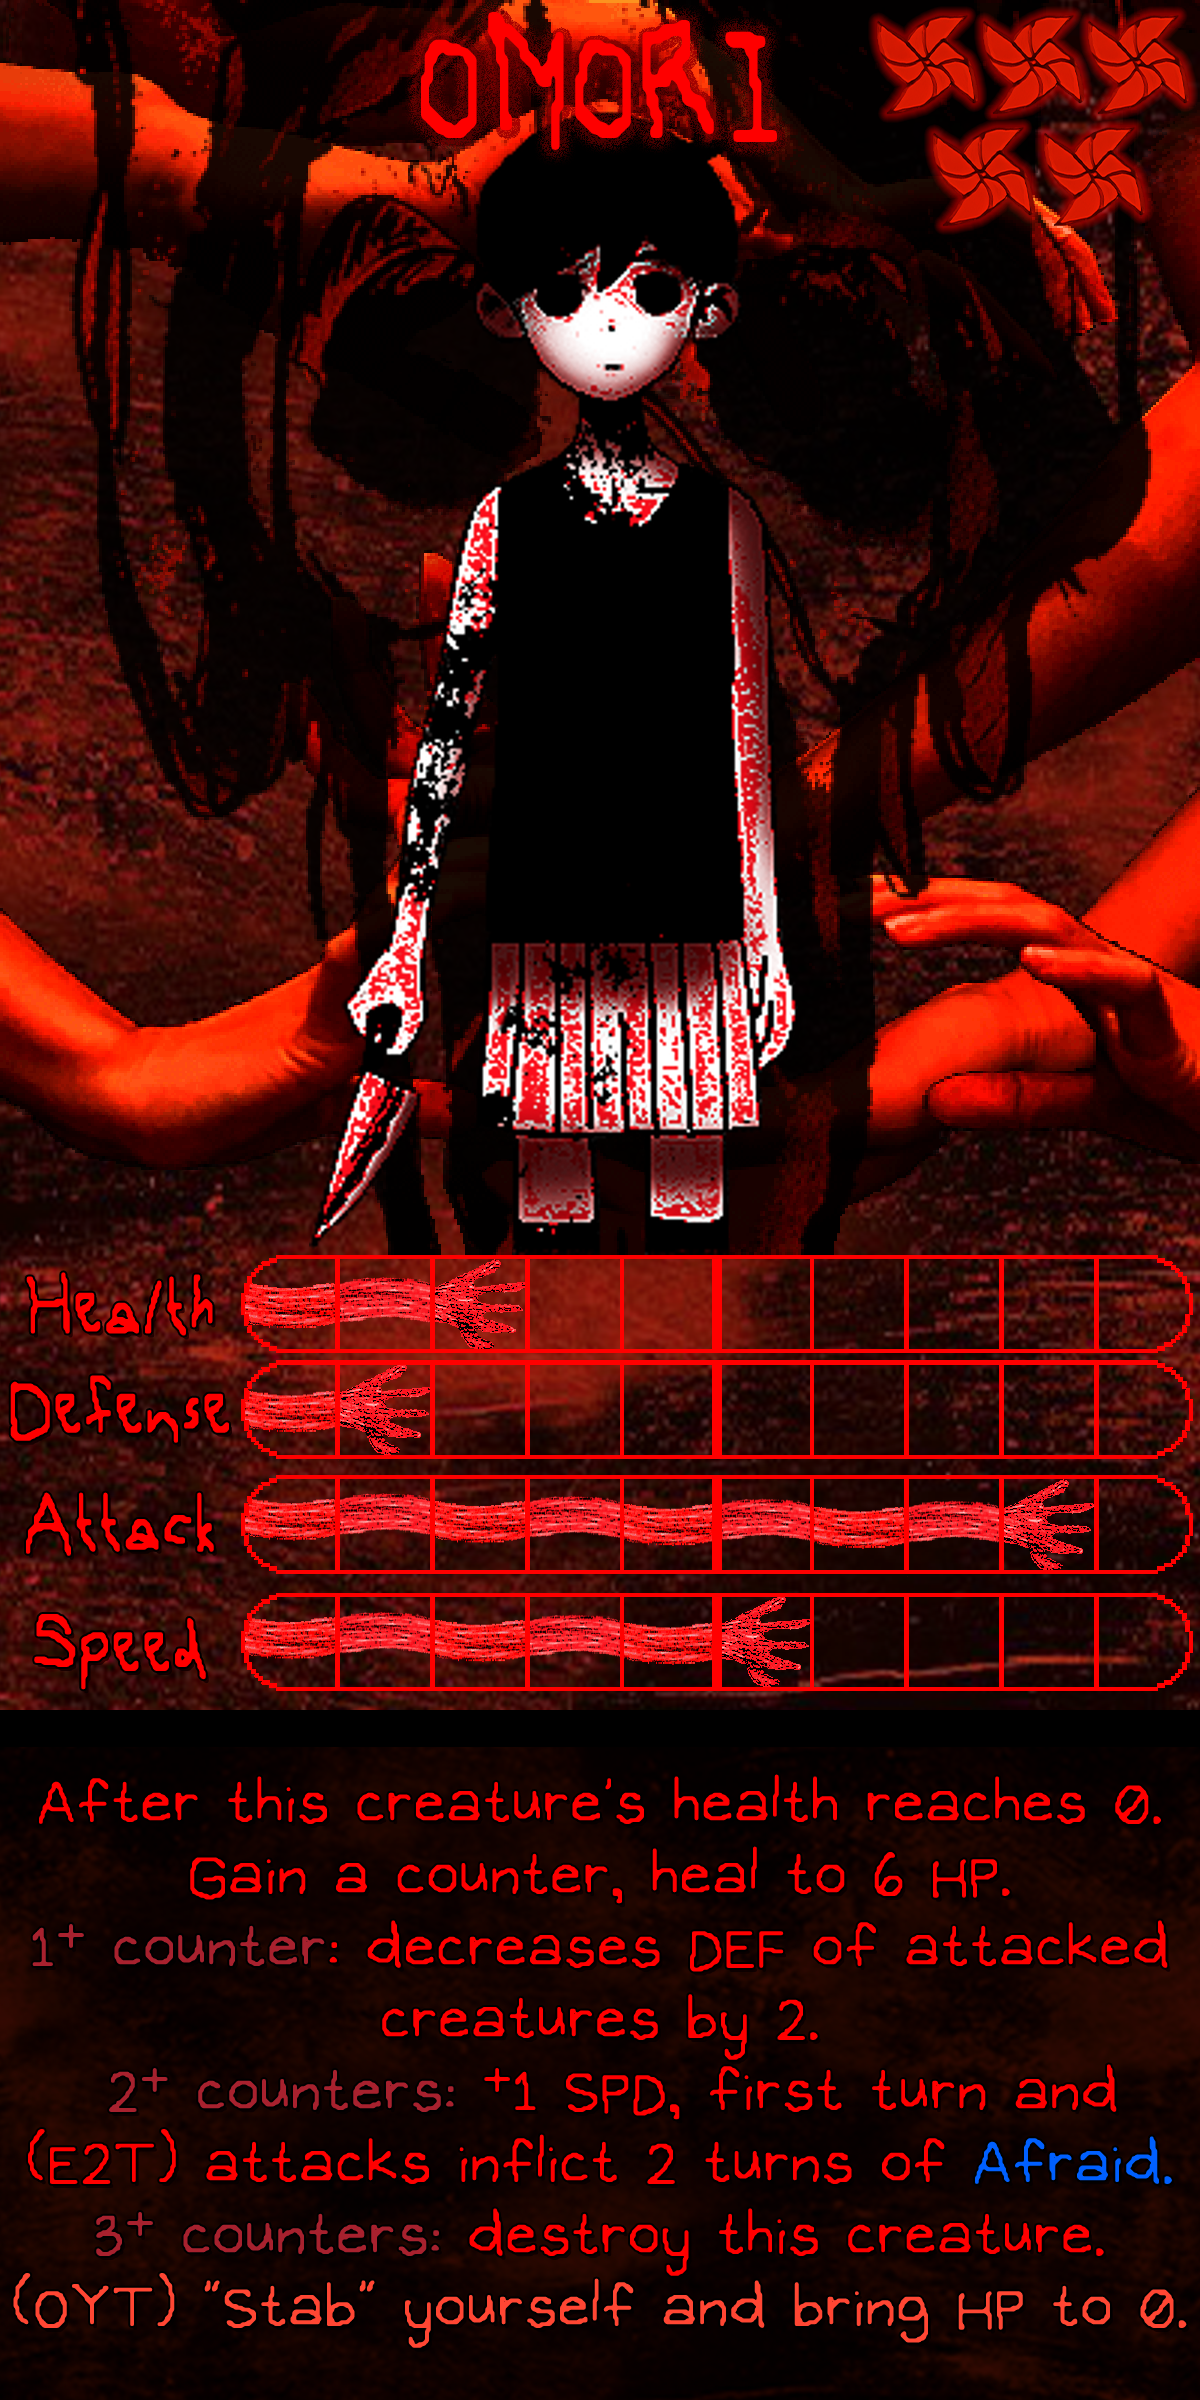 OMORI
Health
Defense
Attack
Speed
After this creature's health reaches 0.
Gain a counter, heal to 6 HP.
1+ counter: decreases DEF of attacked
creatures by 2.
2+ counters: +1 SPD, first turn and
(E2T) attacks inflict 2 turns of Afraid.
3+ counters: destroy this creature.
(OYT) "Stab" yourself and bring HP to 0.